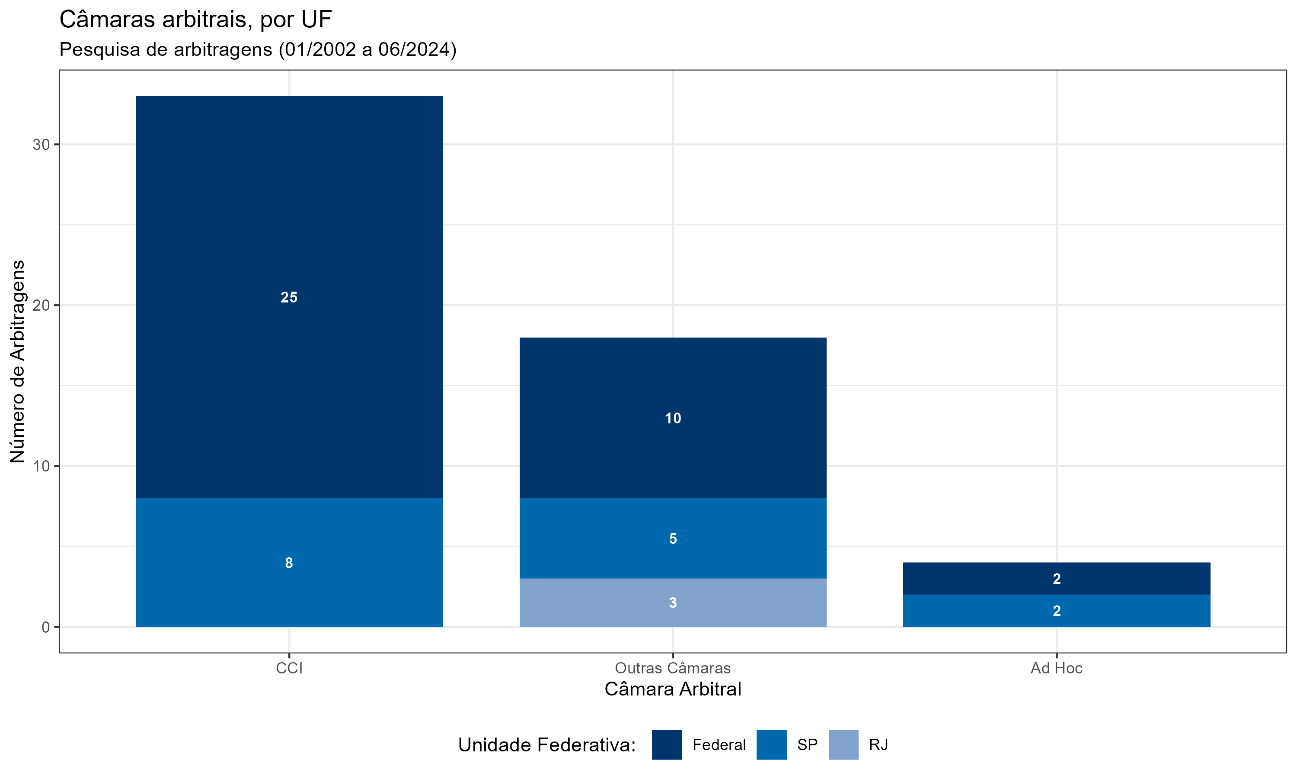 Câmaras arbitrais, por UF
Pesquisa de arbitragens (01/2002 a 06/2024)
Número de Arbitragens
30
20
10
0
25
8
10
5
3
2
2
CCI
Outras Câmaras
Ad Hoc
Câmara Arbitral
Unidade Federativa: Federal SP RJ